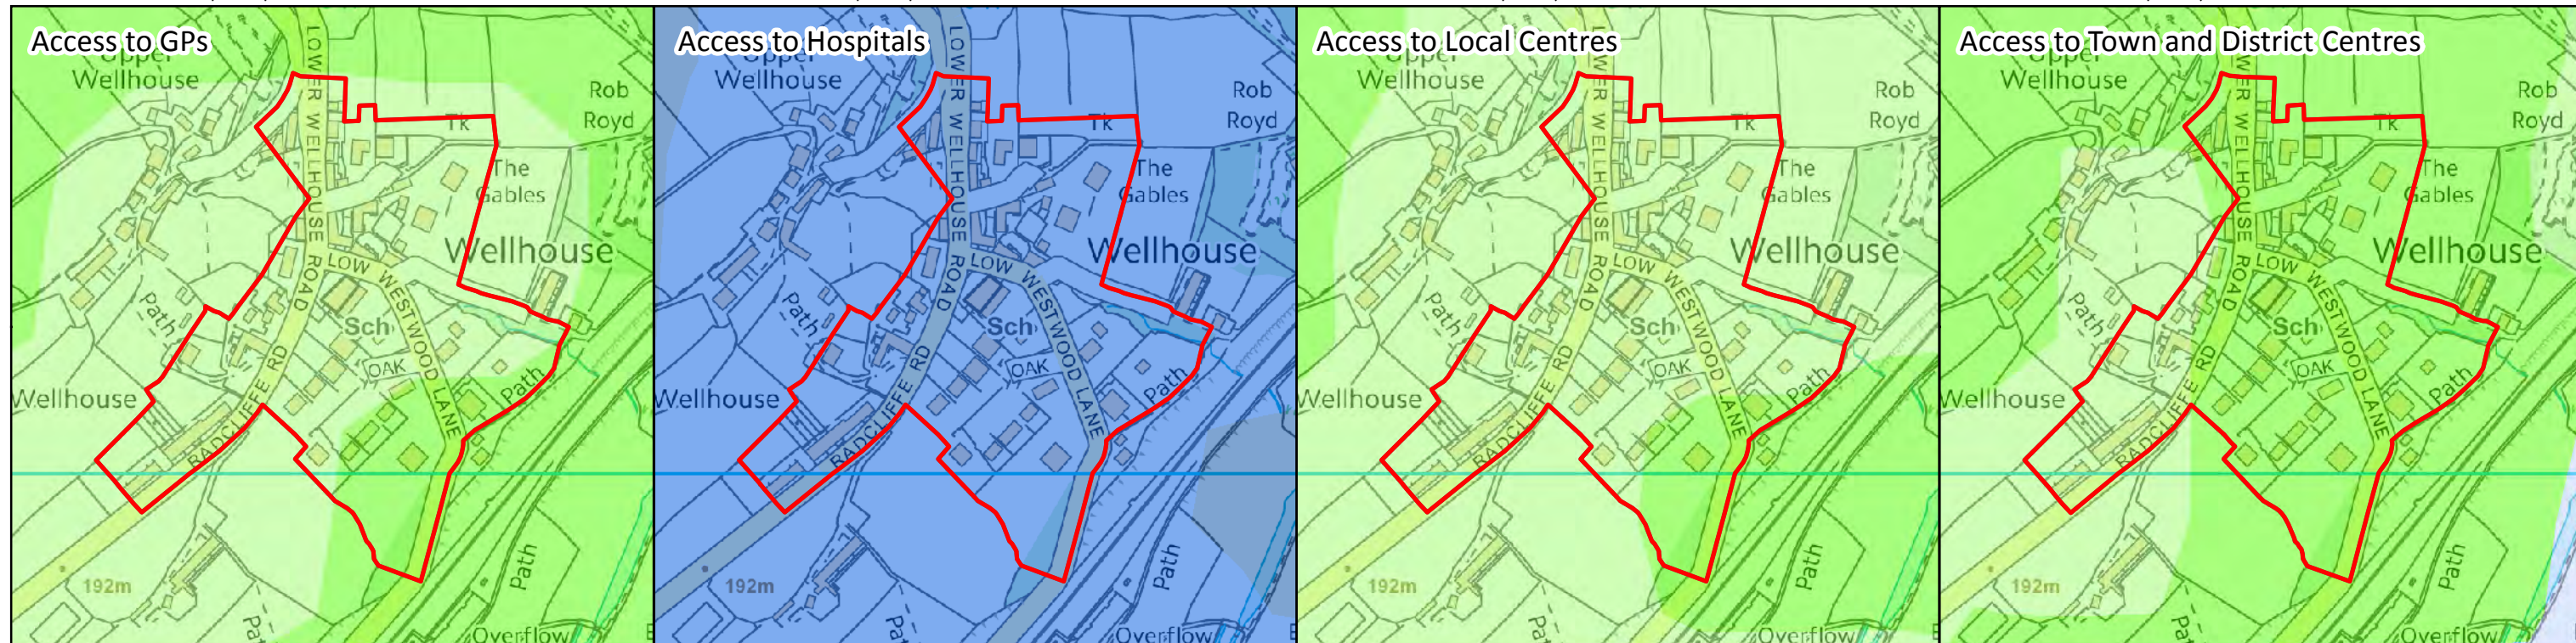 Access to GPs
Upper
Wellhouse
LOWER WELLHOUSE ROAD
Rob
Royd
Tk
The
Gables
Wellhouse
LOW WESTWOOD LANE
Path
Sch
OAK
Wellhouse
RADCLIFFE RD
Path
192m
Path
Overflow
Access to Hospitals
Upper
Wellhouse
LOWER WELLHOUSE ROAD
Rob
Royd
Tk
The
Gables
Wellhouse
LOW WESTWOOD LANE
Path
Sch
OAK
Wellhouse
RADCLIFFE RD
Path
192m
Path
Overflow
Access to Local Centres
Upper
Wellhouse
LOWER WELLHOUSE ROAD
Rob
Royd
Tk
The
Gables
Wellhouse
LOW WESTWOOD LANE
Path
Sch
OAK
Wellhouse
RADCLIFFE RD
Path
192m
Path
Overflow
Access to Town and District Centres
Upper
Wellhouse
LOWER WELLHOUSE ROAD
Rob
Royd
Tk
The
Gables
Wellhouse
LOW WESTWOOD LANE
Path
Sch
OAK
Wellhouse
RADCLIFFE RD
Path
192m
Path
Overflow